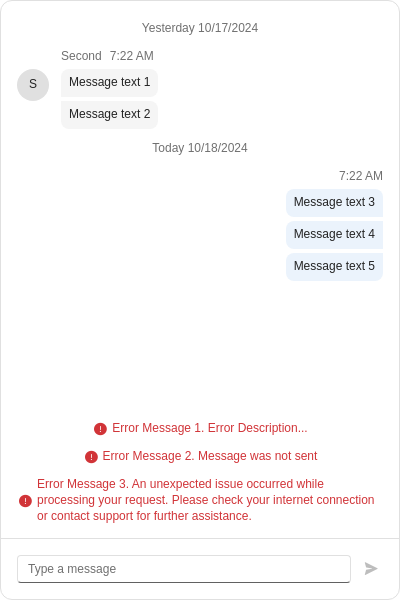 Yesterday 10/17/2024
Second 7:22 AM
S
Message text 1
Message text 2
Today 10/18/2024
7:22 AM
Message text 3
Message text 4
Message text 5
Error Message 1. Error Description...
Error Message 2. Message was not sent
Error Message 3. An unexpected issue occurred while
processing your request. Please check your internet connection
or contact support for further assistance.
Type a message